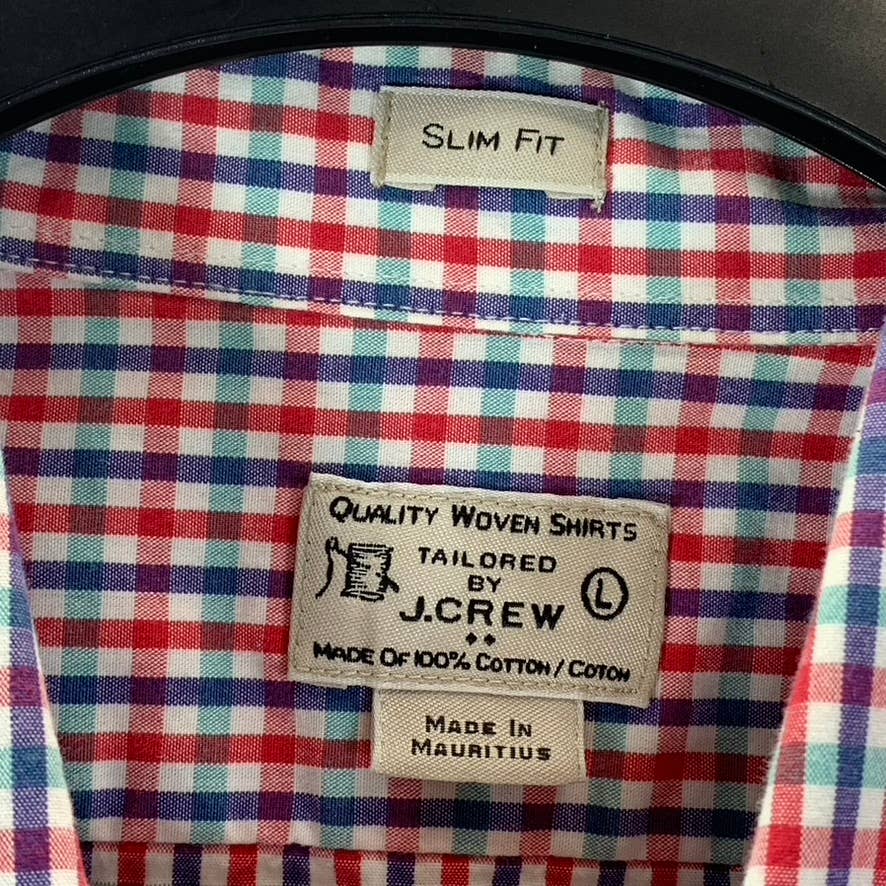 SLIM FIT
QUALITY WOVEN SHIRTS
TAILORED
BY
J.CREW
L
MADE OF 100% COTTON / COTON
MADE IN
MAURITIUS